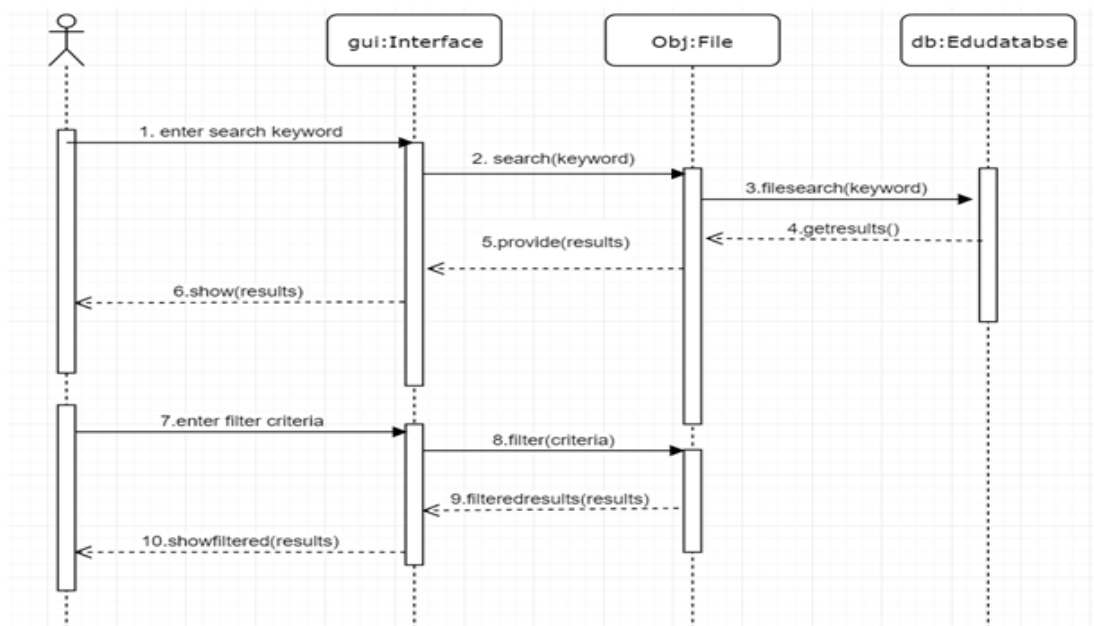 gui:Interface
Obj:File
db:Edudatabse
1. enter search keyword
2. search(keyword)
3.filesearch(keyword)
4.getresults()
5.provide(results)
6.show(results)
7.enter filter criteria
8.filter(criteria)
9.filteredresults(results)
10.showfiltered(results)